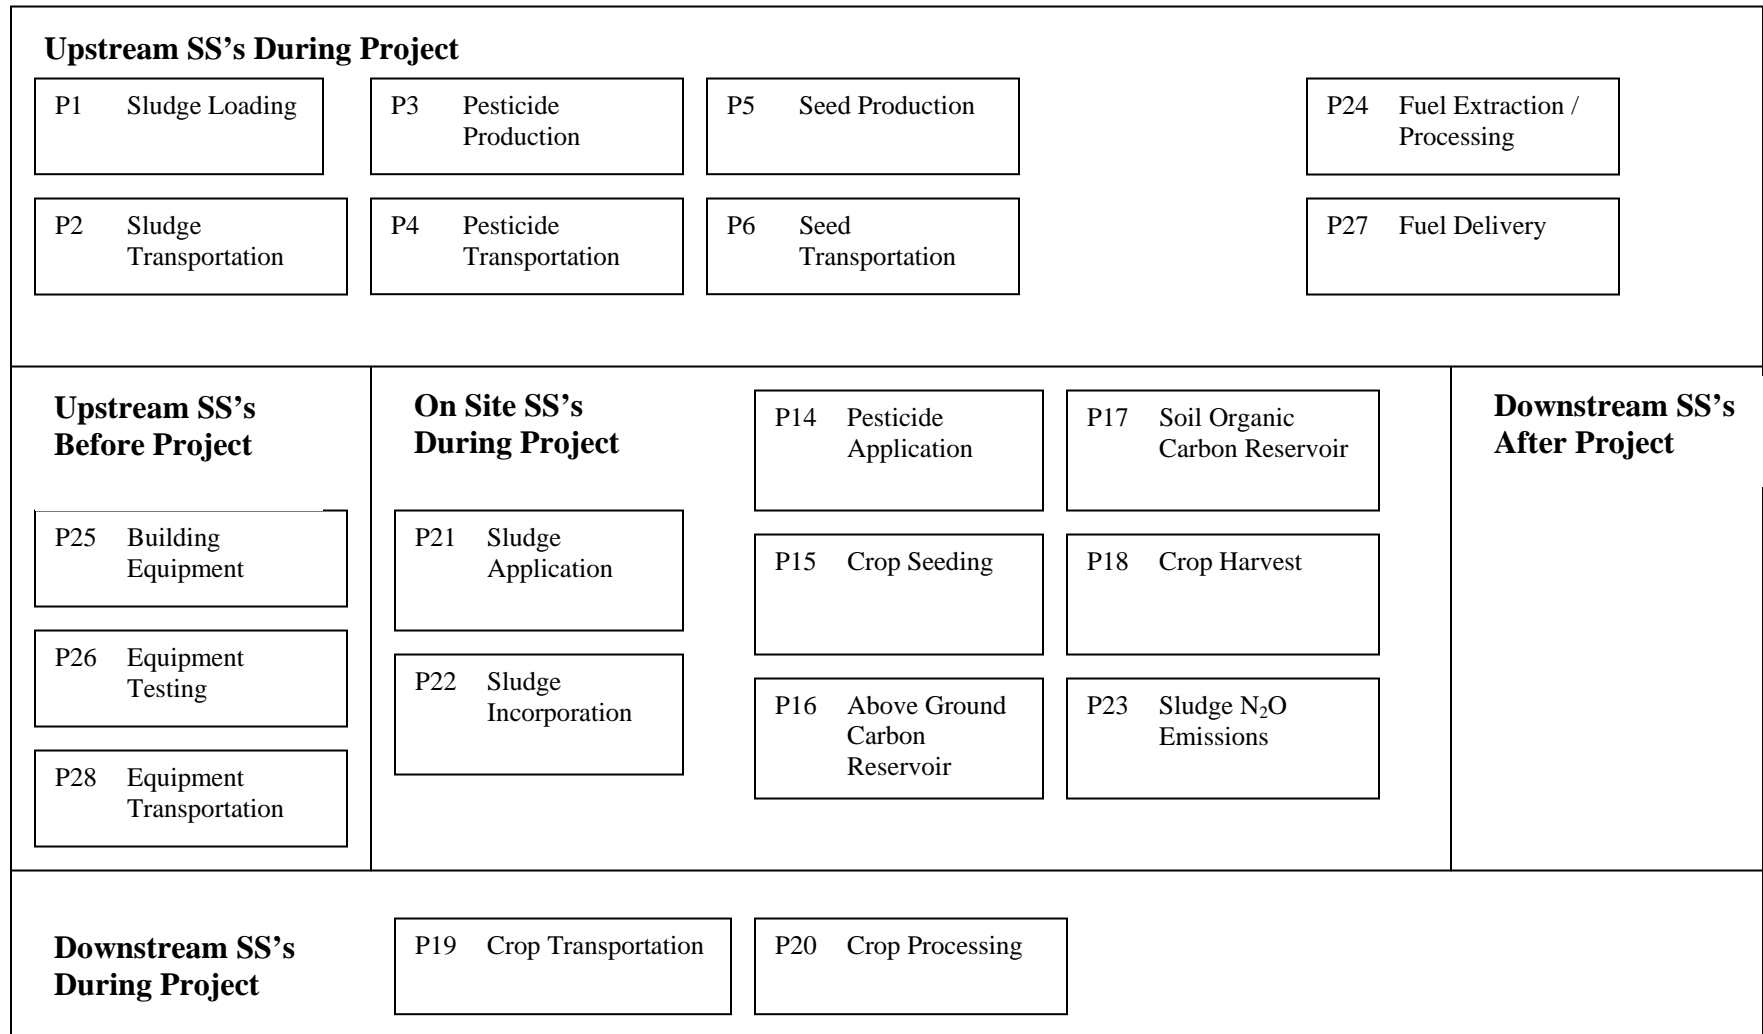 Upstream SS’s During Project
P1 Sludge Loading
P3 Pesticide
Production
P5 Seed Production
P24 Fuel Extraction /
Processing
P2 Sludge
Transportation
P4 Pesticide
Transportation
P6 Seed
Transportation
P27 Fuel Delivery
Upstream SS’s
Before Project
P25 Building
Equipment
P26 Equipment
Testing
P28 Equipment
Transportation
On Site SS’s
During Project
P21 Sludge
Application
P22 Sludge
Incorporation
P14 Pesticide
Application
P15 Crop Seeding
P16 Above Ground
Carbon
Reservoir
P17 Soil Organic
Carbon Reservoir
P18 Crop Harvest
P23 Sludge N₂O
Emissions
Downstream SS’s
After Project
Downstream SS’s
During Project
P19 Crop Transportation
P20 Crop Processing